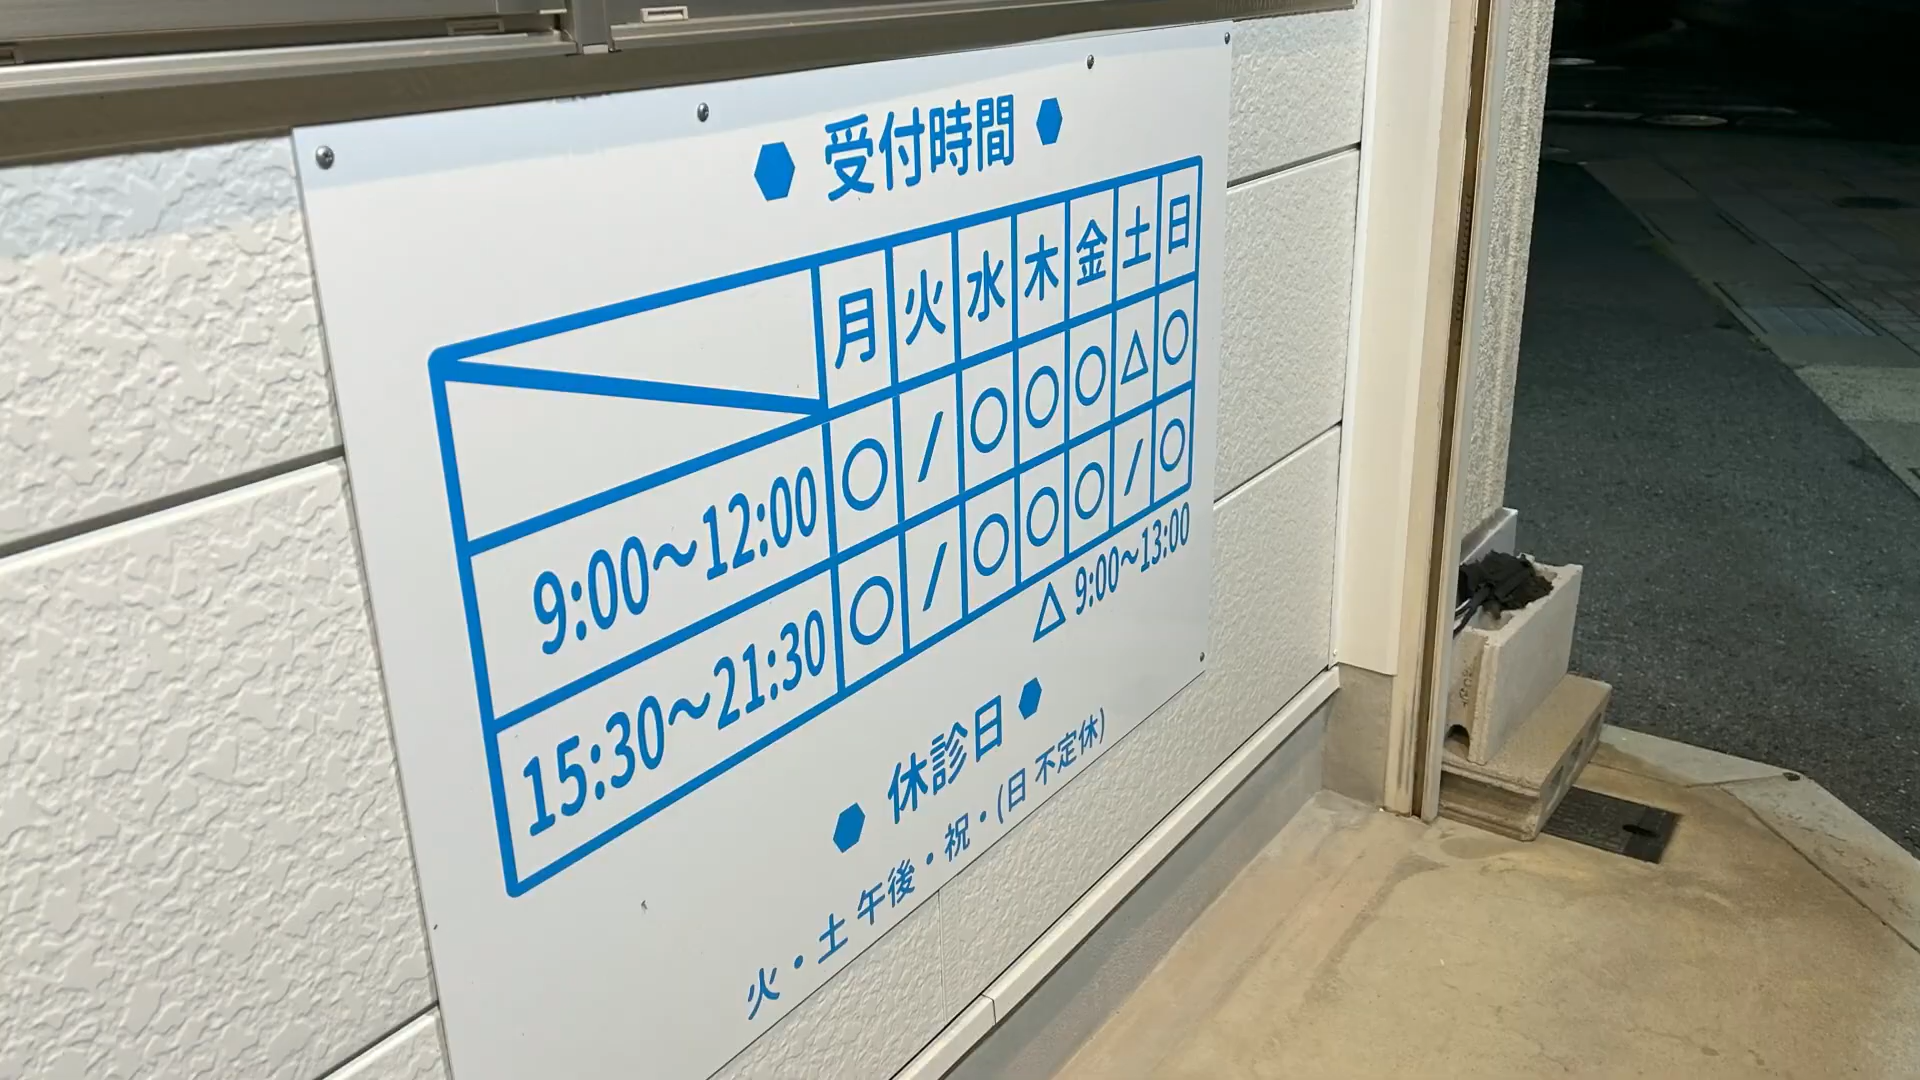 ⬢ 受付時間 ⬢
月 火 水 木 金 土 日
9:00～12:00 ○ / ○ ○ ○ △ ○
15:30～21:30 ○ / ○ ○ ○ / ○
△ 9:00～13:00
⬢ 休診日 ⬢
火・土 午後・祝・(日 不定休)